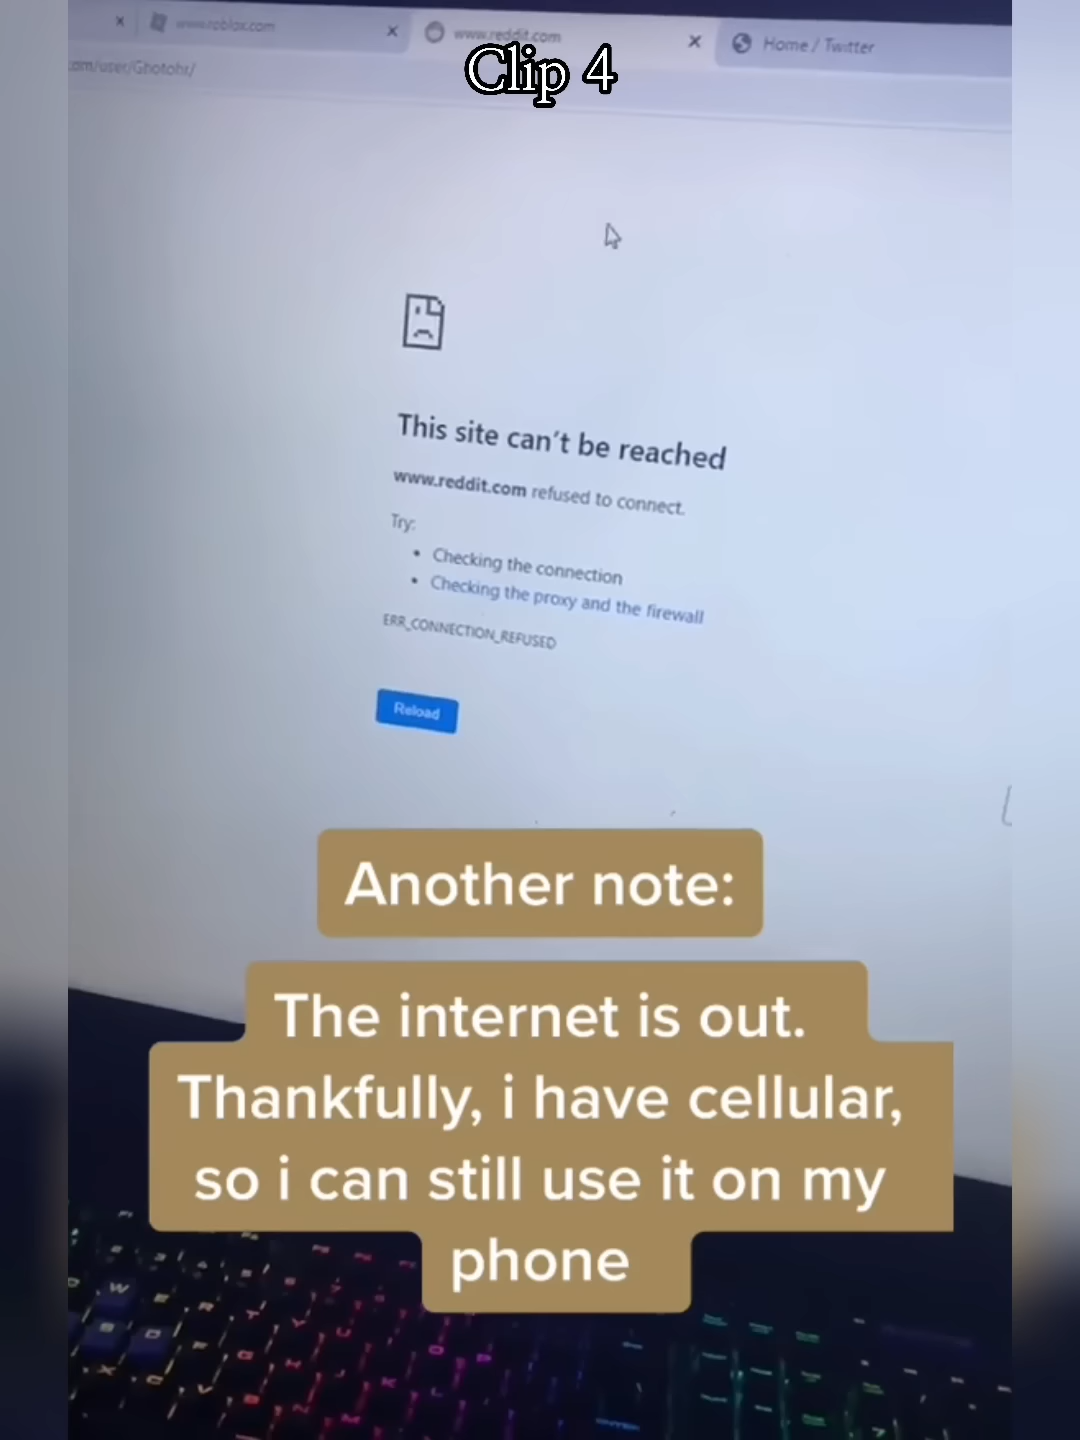 www.roblox.com
www.reddit.com
Home / Twitter
Clip 4
om/user/Ghotohr/
This site can't be reached
www.reddit.com refused to connect.
Try:
• Checking the connection
• Checking the proxy and the firewall
ERR_CONNECTION_REFUSED
Reload
Another note:
The internet is out.
Thankfully, i have cellular,
so i can still use it on my
phone